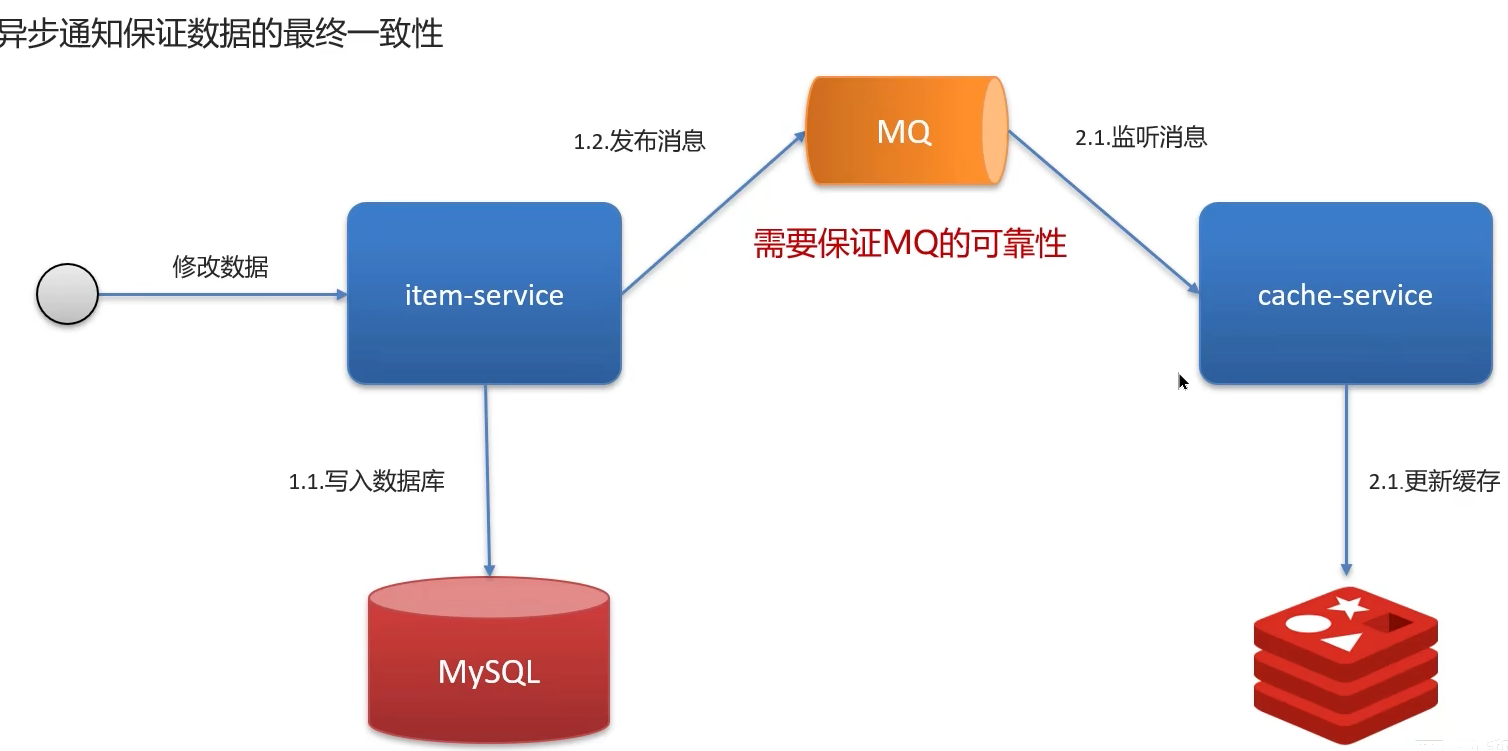 异步通知保证数据的最终一致性
MQ
1.2.发布消息
2.1.监听消息
需要保证MQ的可靠性
修改数据
item-service
cache-service
1.1.写入数据库
2.1.更新缓存
MySQL